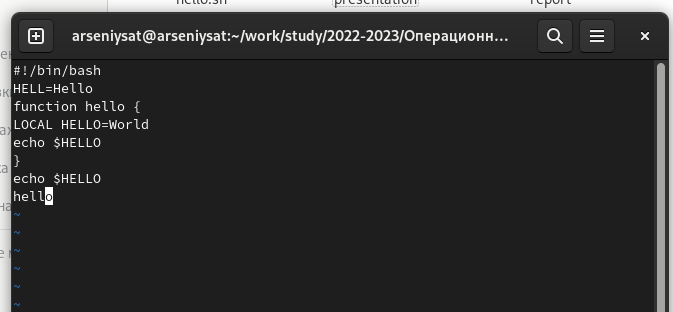 hello.sh presentation report
arseniysat@arseniysat:~/work/study/2022-2023/Операционн...
#!/bin/bash
HELL=Hello
function hello {
LOCAL HELLO=World
echo $HELLO
}
echo $HELLO
hello
~
~
~
~
~
~